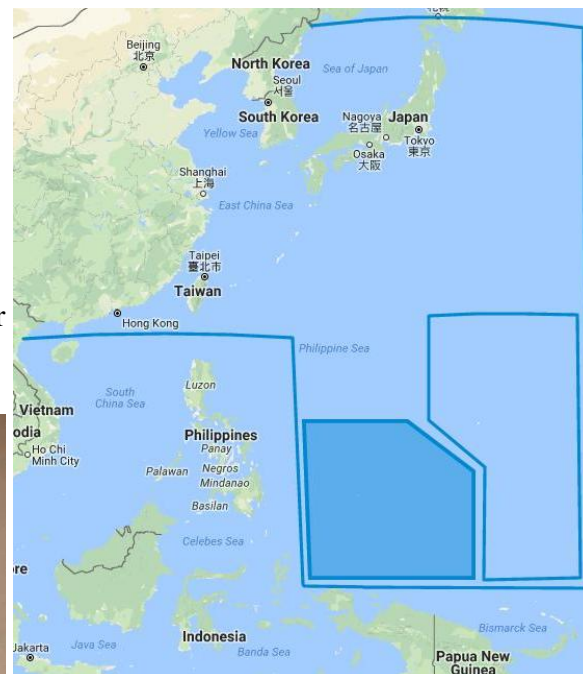 Beijing
北京
North Korea
Sea of Japan
Seoul
서울
South Korea
Nagoya
名古屋
Japan
Tokyo
東京
Osaka
大阪
Yellow Sea
Shanghai
上海
East China Sea
Taipei
臺北市
Taiwan
r
Hong Kong
Philippine Sea
Luzon
South
China Sea
Vietnam
odia
Ho Chi
Minh City
Philippines
Panay
Negros
Palawan
Mindanao
Basilan
Celebes Sea
ore
Indonesia
Bismarck Sea
Jakarta
Java Sea
Banda Sea
Papua New
Guinea